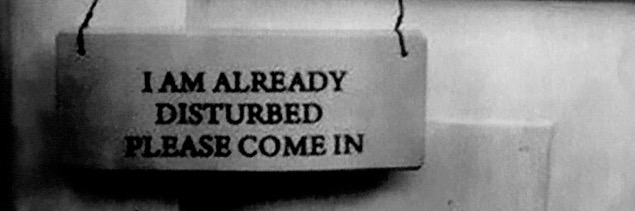 I AM ALREADY
DISTURBED
PLEASE COME IN